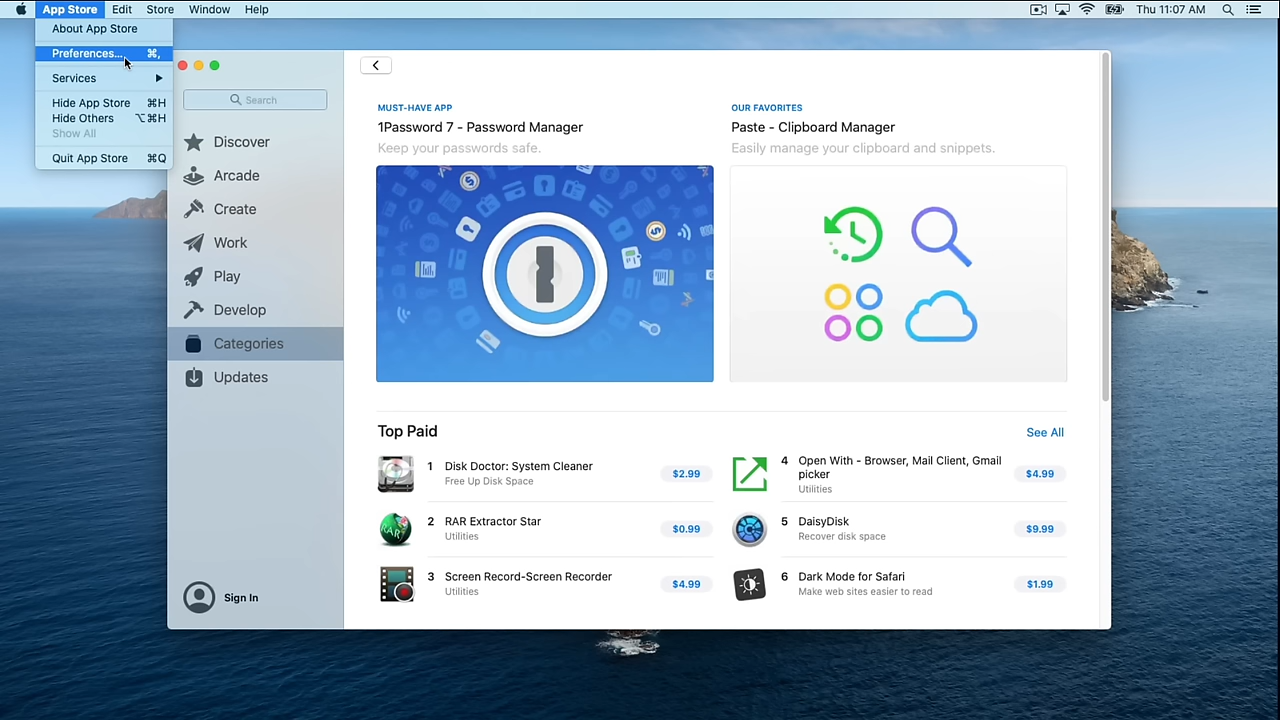 App Store Edit Store Window Help Thu 11:07 AM
About App Store
Preferences... ⌘,
Services
Hide App Store ⌘H
Hide Others ⌥⌘H
Show All
Quit App Store ⌘Q
Search
Discover
Arcade
Create
Work
Play
Develop
Categories
Updates
Sign In
MUST-HAVE APP
1Password 7 - Password Manager
Keep your passwords safe.
OUR FAVORITES
Paste - Clipboard Manager
Easily manage your clipboard and snippets.
Top Paid
See All
1 Disk Doctor: System Cleaner
Free Up Disk Space
$2.99
2 RAR Extractor Star
Utilities
$0.99
3 Screen Record-Screen Recorder
Utilities
$4.99
4 Open With - Browser, Mail Client, Gmail
picker
Utilities
$4.99
5 DaisyDisk
Recover disk space
$9.99
6 Dark Mode for Safari
Make web sites easier to read
$1.99